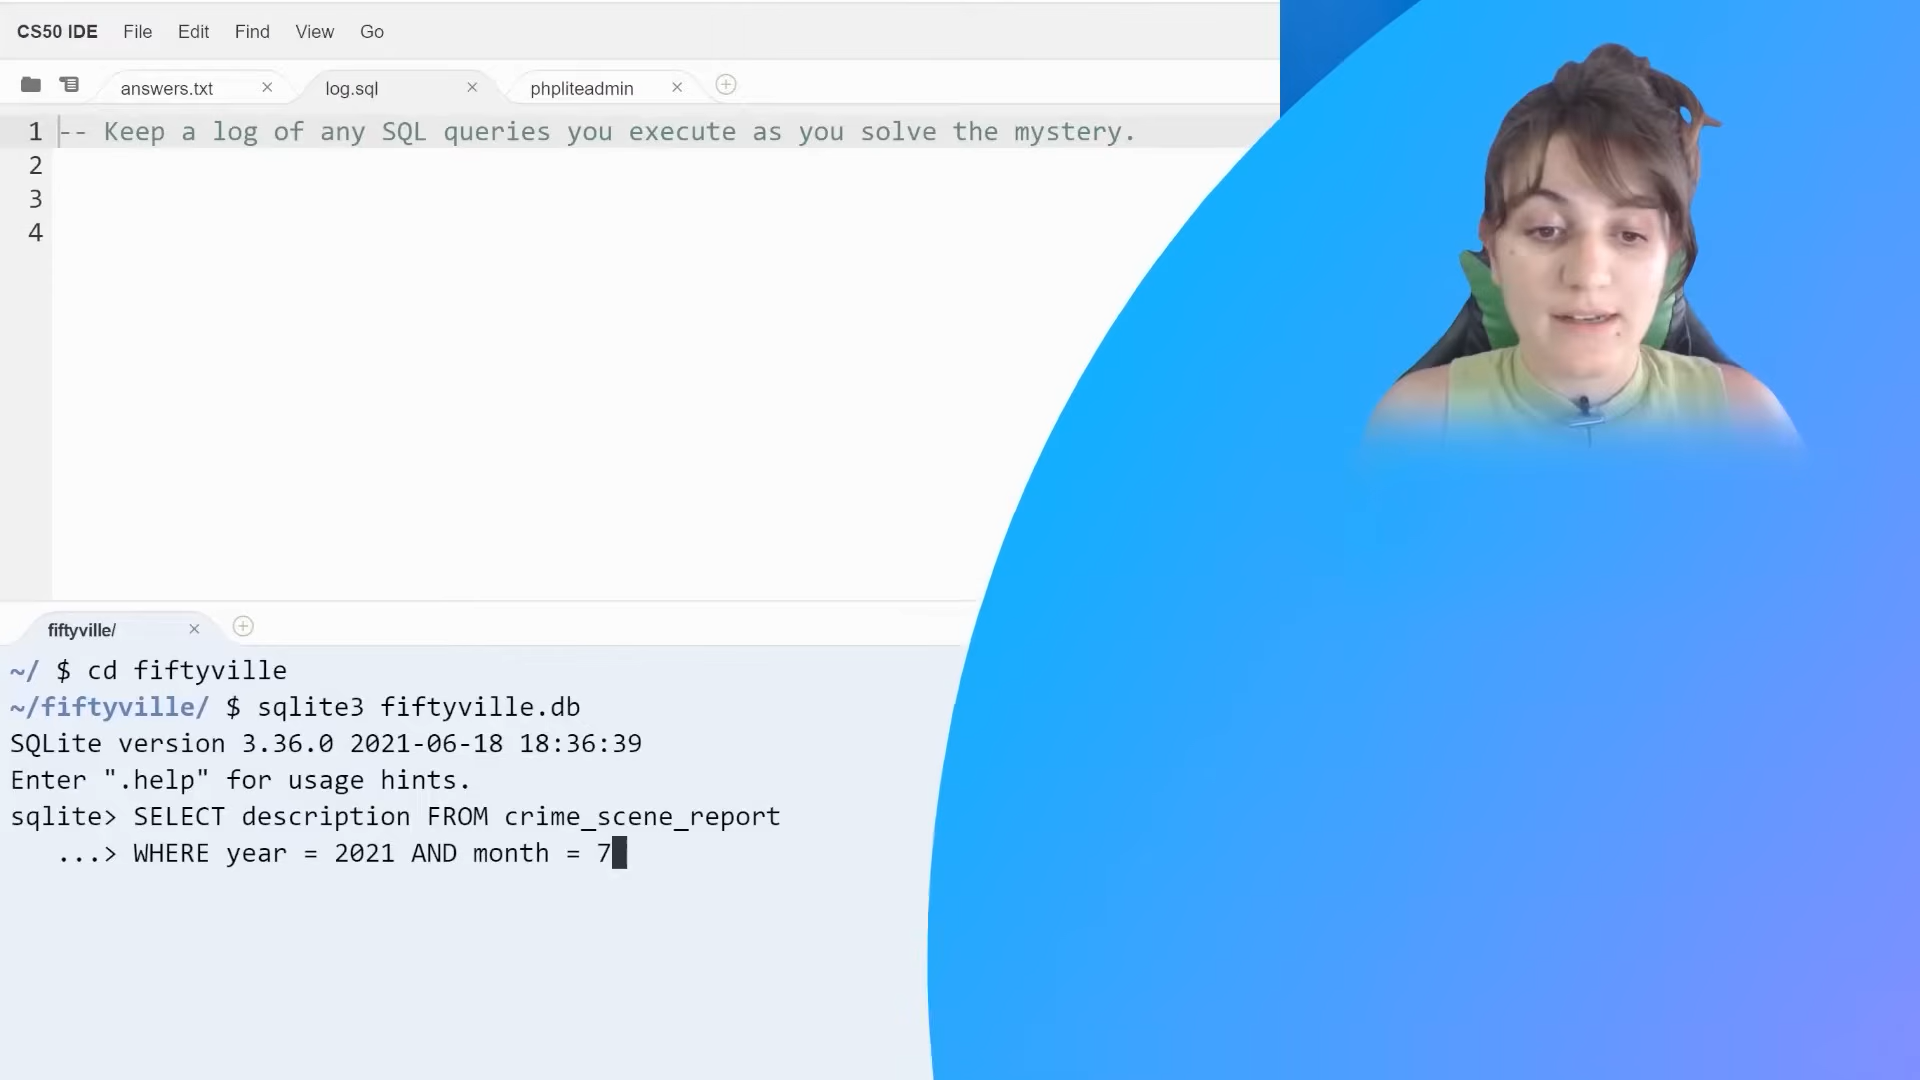 CS50 IDE File Edit Find View Go
answers.txt × log.sql × phpliteadmin ×
1 -- Keep a log of any SQL queries you execute as you solve the mystery.
2
3
4
fiftyville/ ×
~/ $ cd fiftyville
~/fiftyville/ $ sqlite3 fiftyville.db
SQLite version 3.36.0 2021-06-18 18:36:39
Enter ".help" for usage hints.
sqlite> SELECT description FROM crime_scene_report
...> WHERE year = 2021 AND month = 7